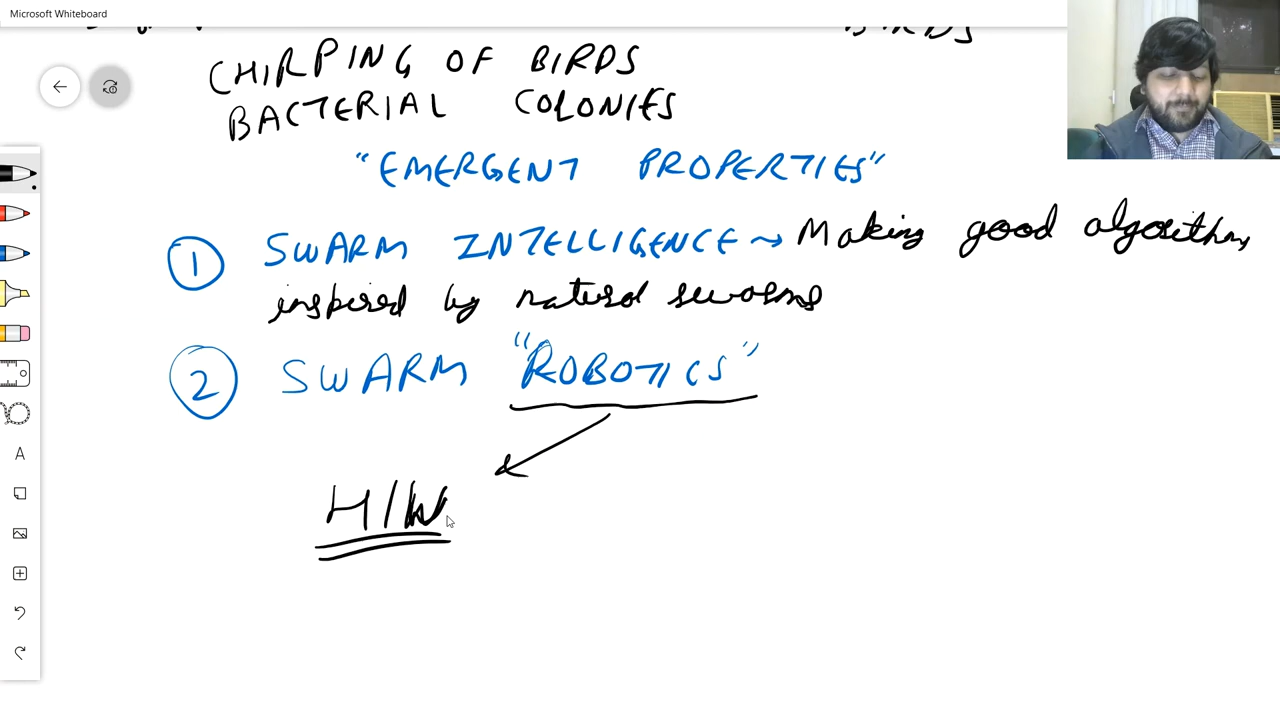 Microsoft Whiteboard
BIRDS
CHIRPING OF BIRDS
BACTERIAL COLONIES
"EMERGENT PROPERTIES"
1 SWARM INTELLIGENCE → Making good algorithms
inspired by natural swarms
2 SWARM "ROBOTICS"
H/W
A